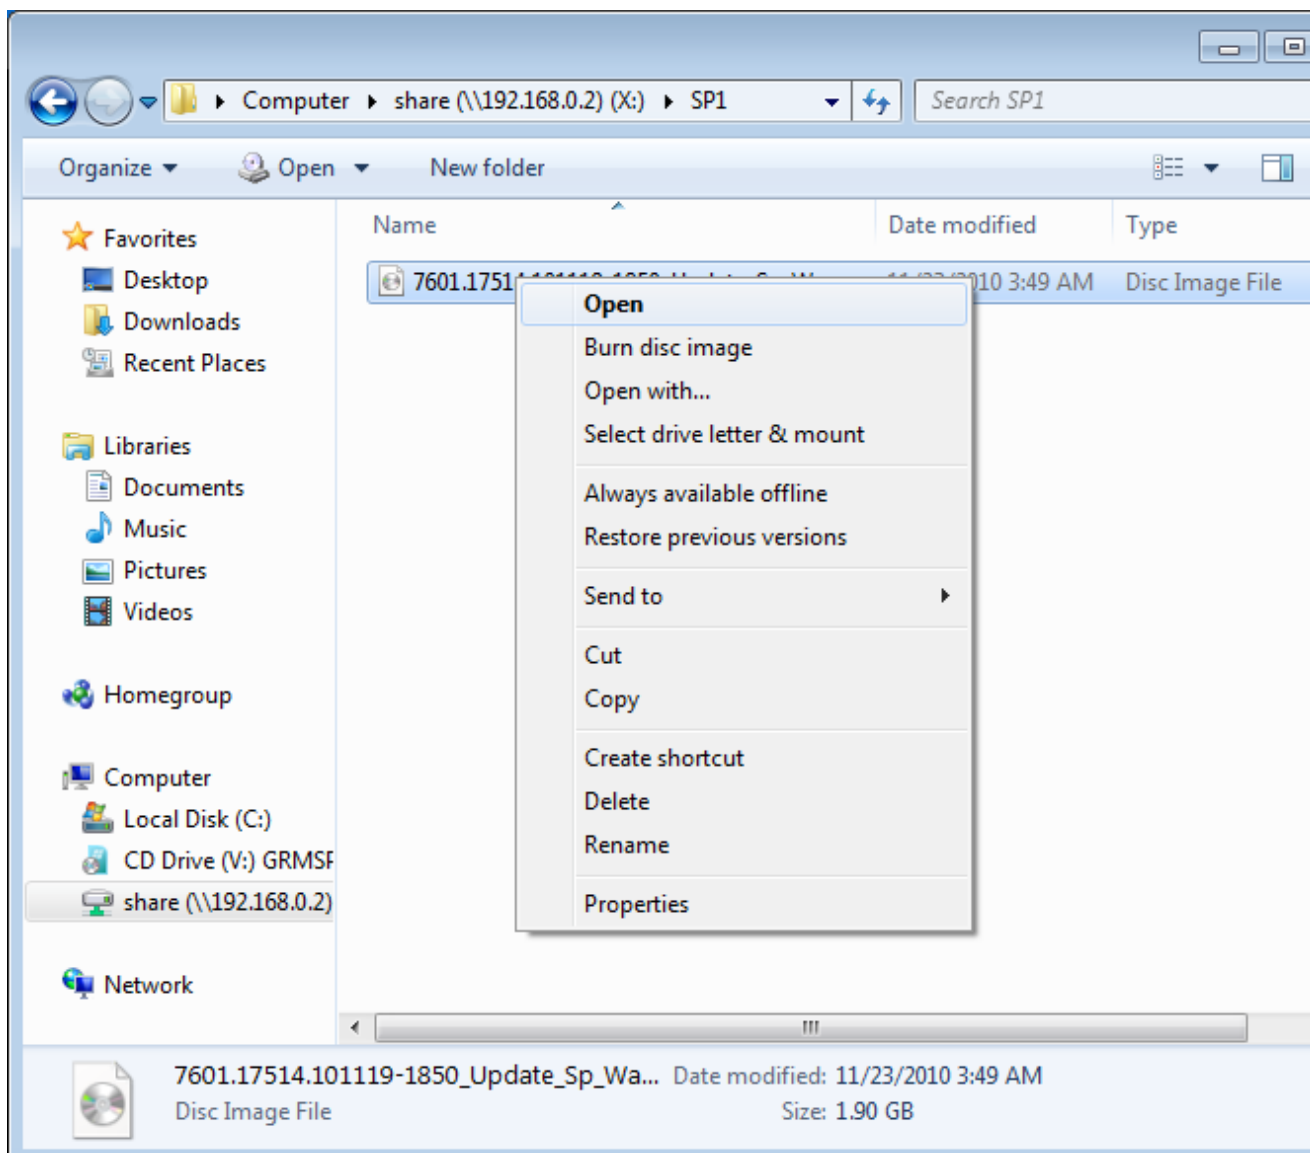 Computer share (\\192.168.0.2) (X:) SP1 Search SP1
Organize Open New folder
Name Date modified Type
Favorites
Desktop
Downloads
Recent Places
Libraries
Documents
Music
Pictures
Videos
Homegroup
Computer
Local Disk (C:)
CD Drive (V:) GRMSP
share (\\192.168.0.2)
Network
7601.1751 10 3:49 AM Disc Image File
Open
Burn disc image
Open with...
Select drive letter & mount
Always available offline
Restore previous versions
Send to
Cut
Copy
Create shortcut
Delete
Rename
Properties
7601.17514.101119-1850_Update_Sp_Wa... Date modified: 11/23/2010 3:49 AM
Disc Image File Size: 1.90 GB